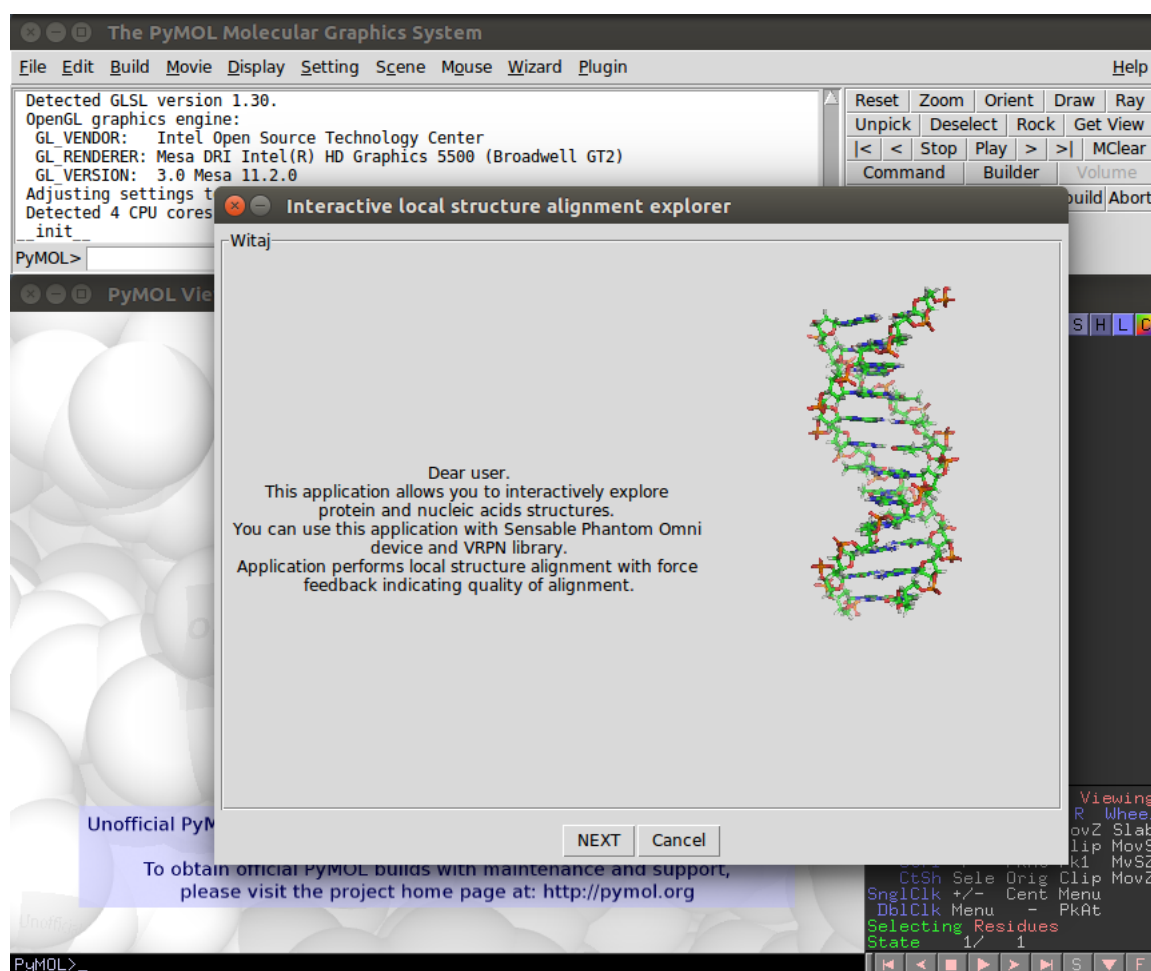 The PyMOL Molecular Graphics System
File Edit Build Movie Display Setting Scene Mouse Wizard Plugin Help
Detected GLSL version 1.30.
OpenGL graphics engine:
GL_VENDOR: Intel Open Source Technology Center
GL_RENDERER: Mesa DRI Intel(R) HD Graphics 5500 (Broadwell GT2)
GL_VERSION: 3.0 Mesa 11.2.0
Adjusting settings t
Detected 4 CPU cores
__init__
PyMOL>
Reset Zoom Orient Draw Ray
Unpick Deselect Rock Get View
|< < Stop Play > >| MClear
Command Builder Volume
build Abort
PyMOL Vie
S H L C
Interactive local structure alignment explorer
Witaj
Dear user.
This application allows you to interactively explore
protein and nucleic acids structures.
You can use this application with Sensable Phantom Omni
device and VRPN library.
Application performs local structure alignment with force
feedback indicating quality of alignment.
NEXT Cancel
Unofficial PyM
To obtain official PyMOL builds with maintenance and support,
please visit the project home page at: http://pymol.org
Viewing
R Wheel
ovZ Slab
lip MovS
Pk1 MvSZ
CtSh Sele Orig Clip MovZ
SnglClk +/- Cent Menu
DblClk Menu - PkAt
Selecting Residues
State 1/ 1
PyMOL>_
S F